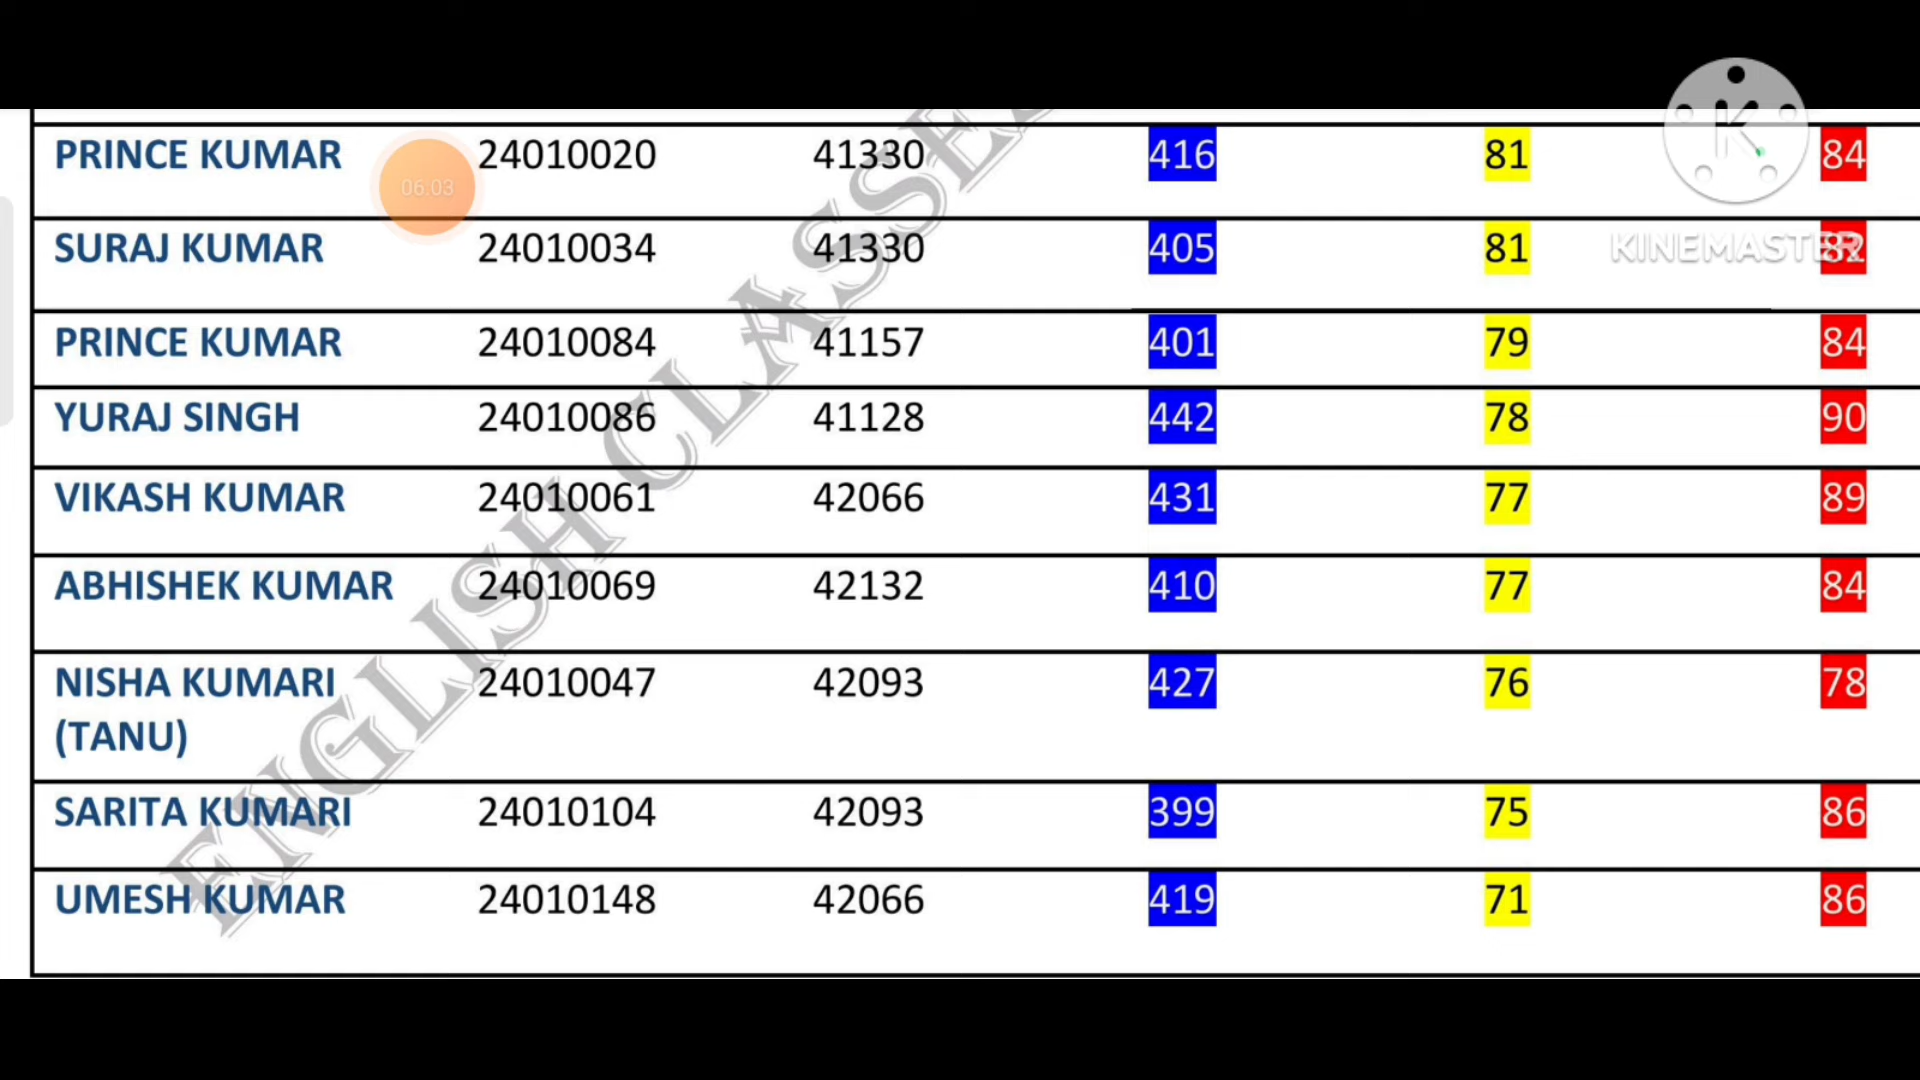 PRINCE KUMAR 24010020 41330 416 81 84
06:03
SURAJ KUMAR 24010034 41330 405 81 82
KINEMASTER
PRINCE KUMAR 24010084 41157 401 79 84
YURAJ SINGH 24010086 41128 442 78 90
VIKASH KUMAR 24010061 42066 431 77 89
ABHISHEK KUMAR 24010069 42132 410 77 84
NISHA KUMARI 24010047 42093 427 76 78
(TANU)
SARITA KUMARI 24010104 42093 399 75 86
UMESH KUMAR 24010148 42066 419 71 86
ENGLISH CLASSE